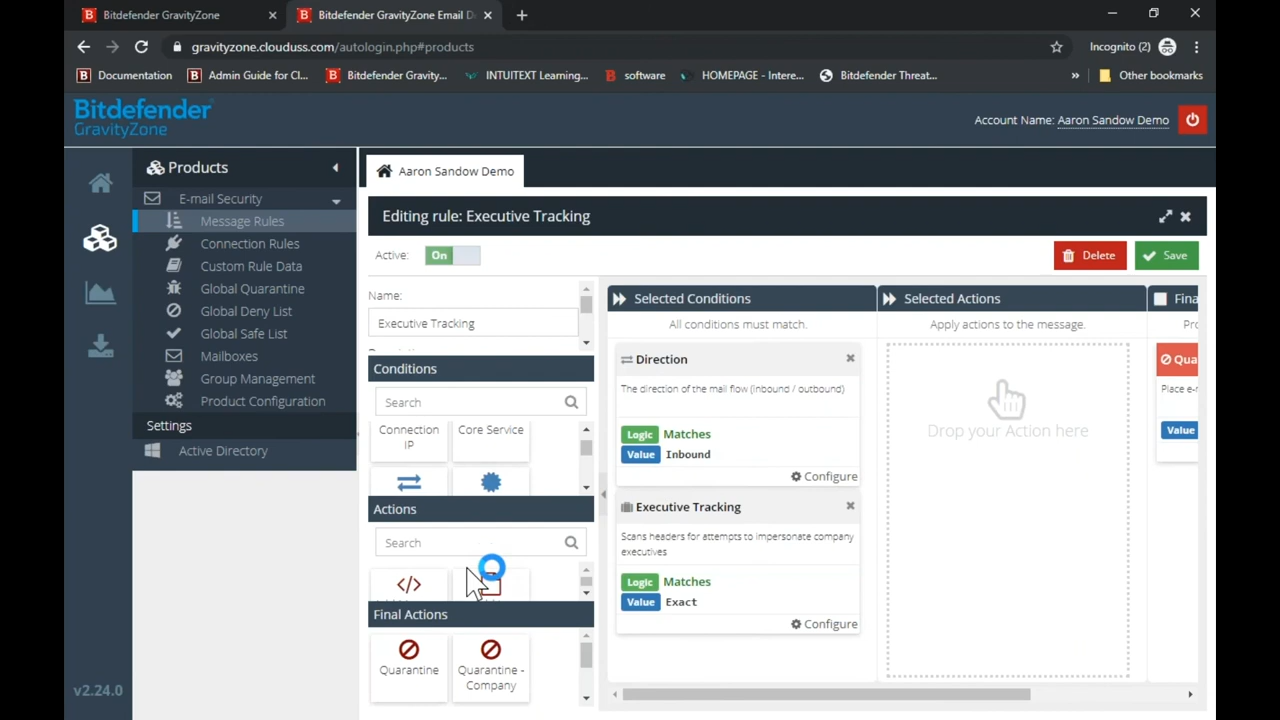 Bitdefender GravityZone
Bitdefender GravityZone Email D
gravityzone.clouduss.com/autologin.php#products
Incognito (2)
Documentation
Admin Guide for Cl...
Bitdefender Gravity...
INTUITEXT Learning...
software
HOMEPAGE - Intere...
Bitdefender Threat...
»
Other bookmarks
Bitdefender
GravityZone
Account Name: Aaron Sandow Demo
Products
E-mail Security
Message Rules
Connection Rules
Custom Rule Data
Global Quarantine
Global Deny List
Global Safe List
Mailboxes
Group Management
Product Configuration
Settings
Active Directory
v2.24.0
Aaron Sandow Demo
Editing rule: Executive Tracking
Active:
On
Delete
Save
Name:
Executive Tracking
Conditions
Search
Connection
IP
Core Service
Actions
Search
Final Actions
Quarantine
Quarantine -
Company
Selected Conditions
All conditions must match.
Direction
The direction of the mail flow (inbound / outbound)
Logic Matches
Value Inbound
Configure
Executive Tracking
Scans headers for attempts to impersonate company
executives
Logic Matches
Value Exact
Configure
Selected Actions
Apply actions to the message.
Drop your Action here
Fina
Pro
Qua
Place e-r
Value